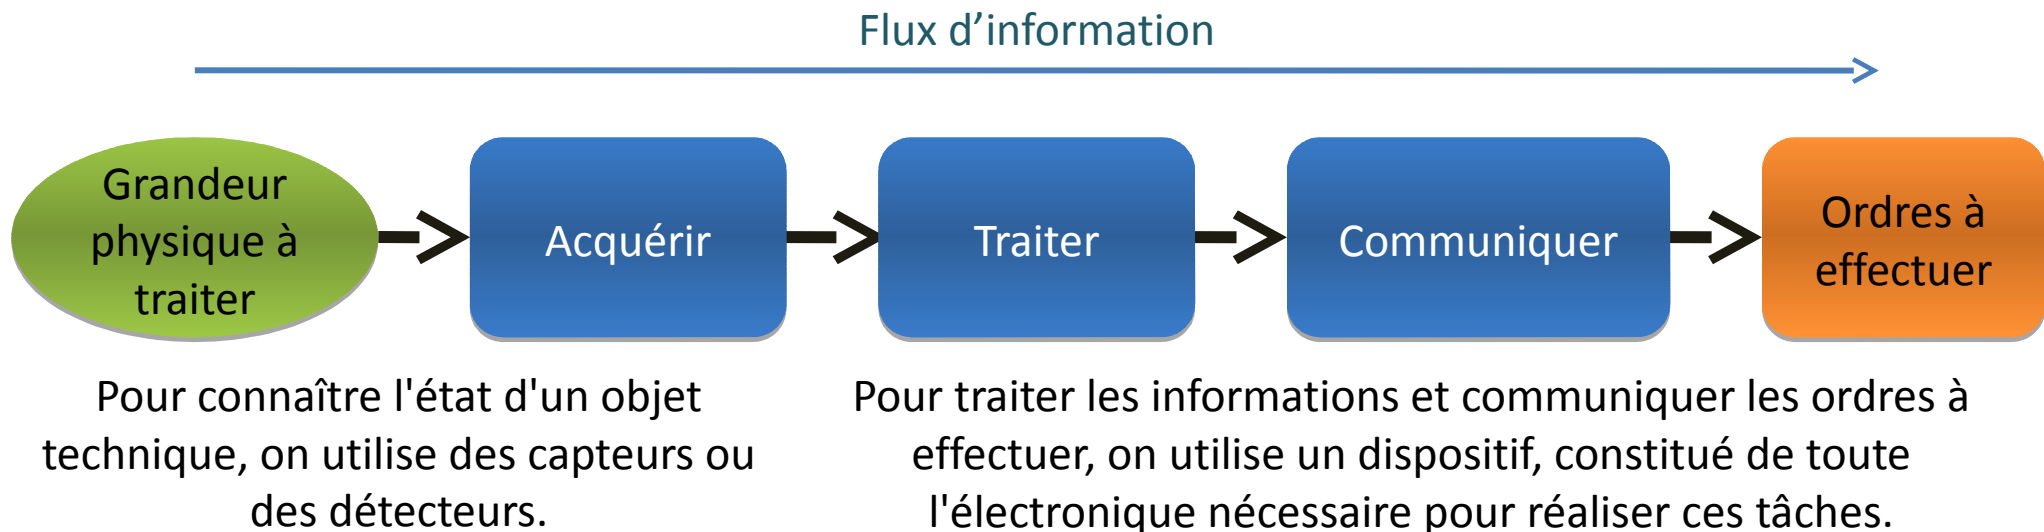 Flux d’information
Grandeur
physique à
traiter
Acquérir
Traiter
Communiquer
Ordres à
effectuer
Pour connaître l'état d'un objet
technique, on utilise des capteurs ou
des détecteurs.
Pour traiter les informations et communiquer les ordres à
effectuer, on utilise un dispositif, constitué de toute
l'électronique nécessaire pour réaliser ces tâches.